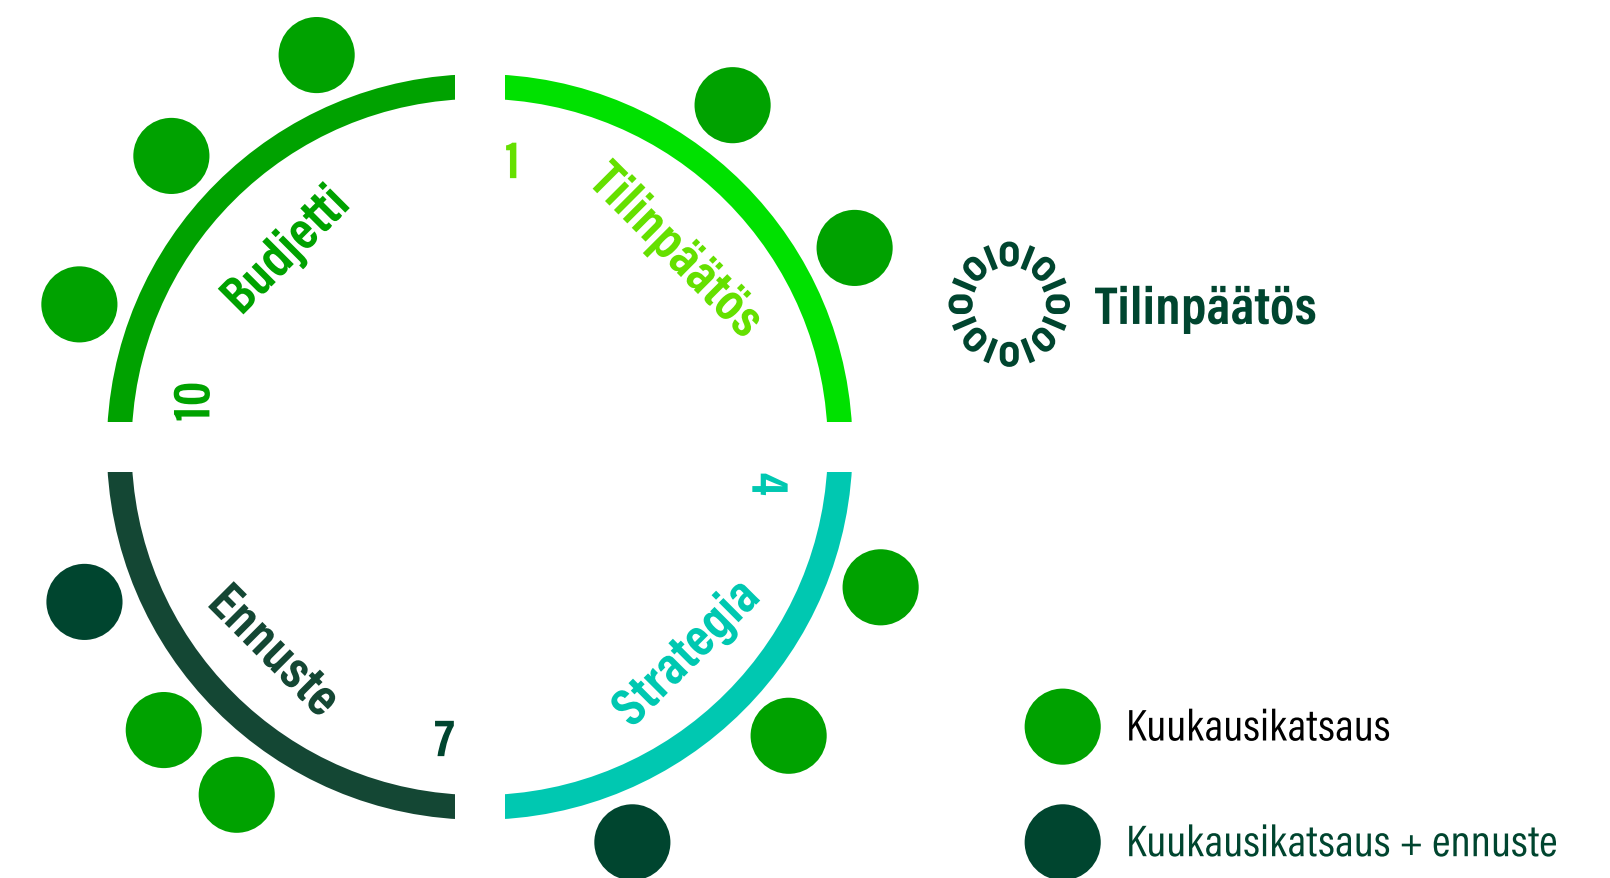 1
Tilinpäätös
4
Strategia
7
Ennuste
10
Budjetti
Tilinpäätös
Kuukausikatsaus
Kuukausikatsaus + ennuste